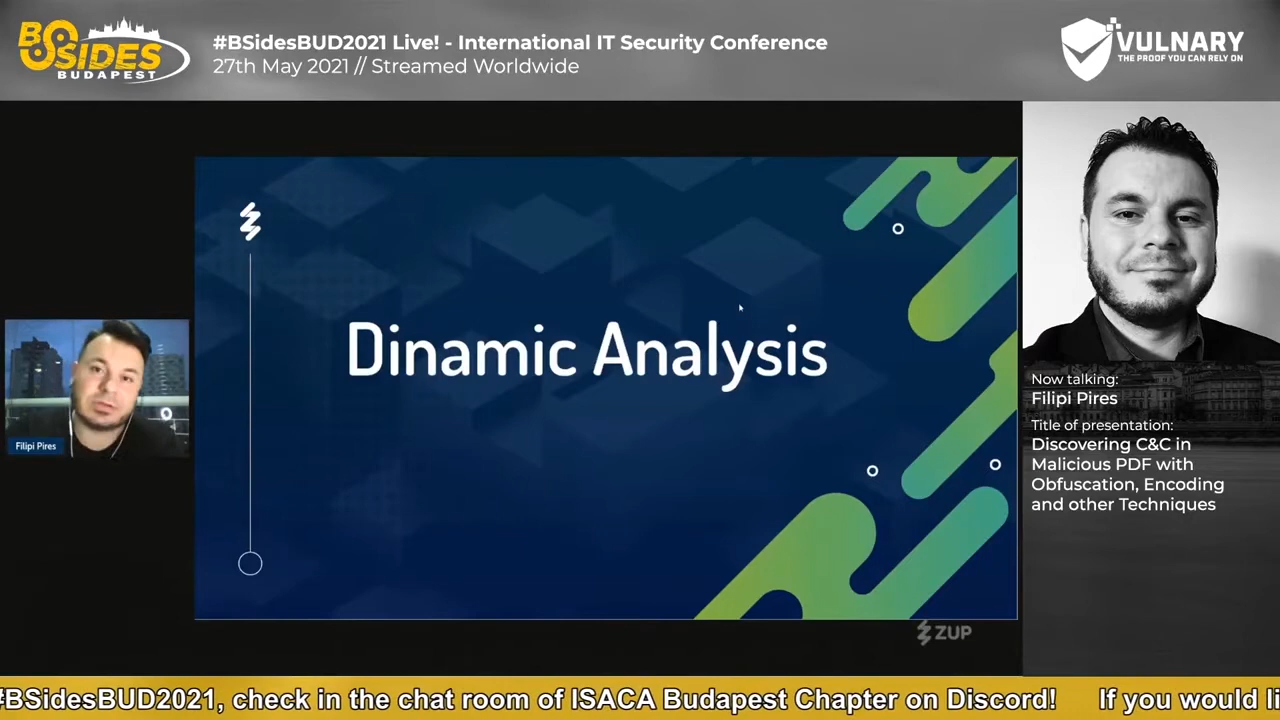 BSIDES
BUDAPEST
#BSidesBUD2021 Live! - International IT Security Conference
27th May 2021 // Streamed Worldwide
VULNARY
THE PROOF YOU CAN RELY ON
Dinamic Analysis
Filipi Pires
ZUP
Now talking:
Filipi Pires
Title of presentation:
Discovering C&C in
Malicious PDF with
Obfuscation, Encoding
and other Techniques
#BSidesBUD2021, check in the chat room of ISACA Budapest Chapter on Discord! If you would li